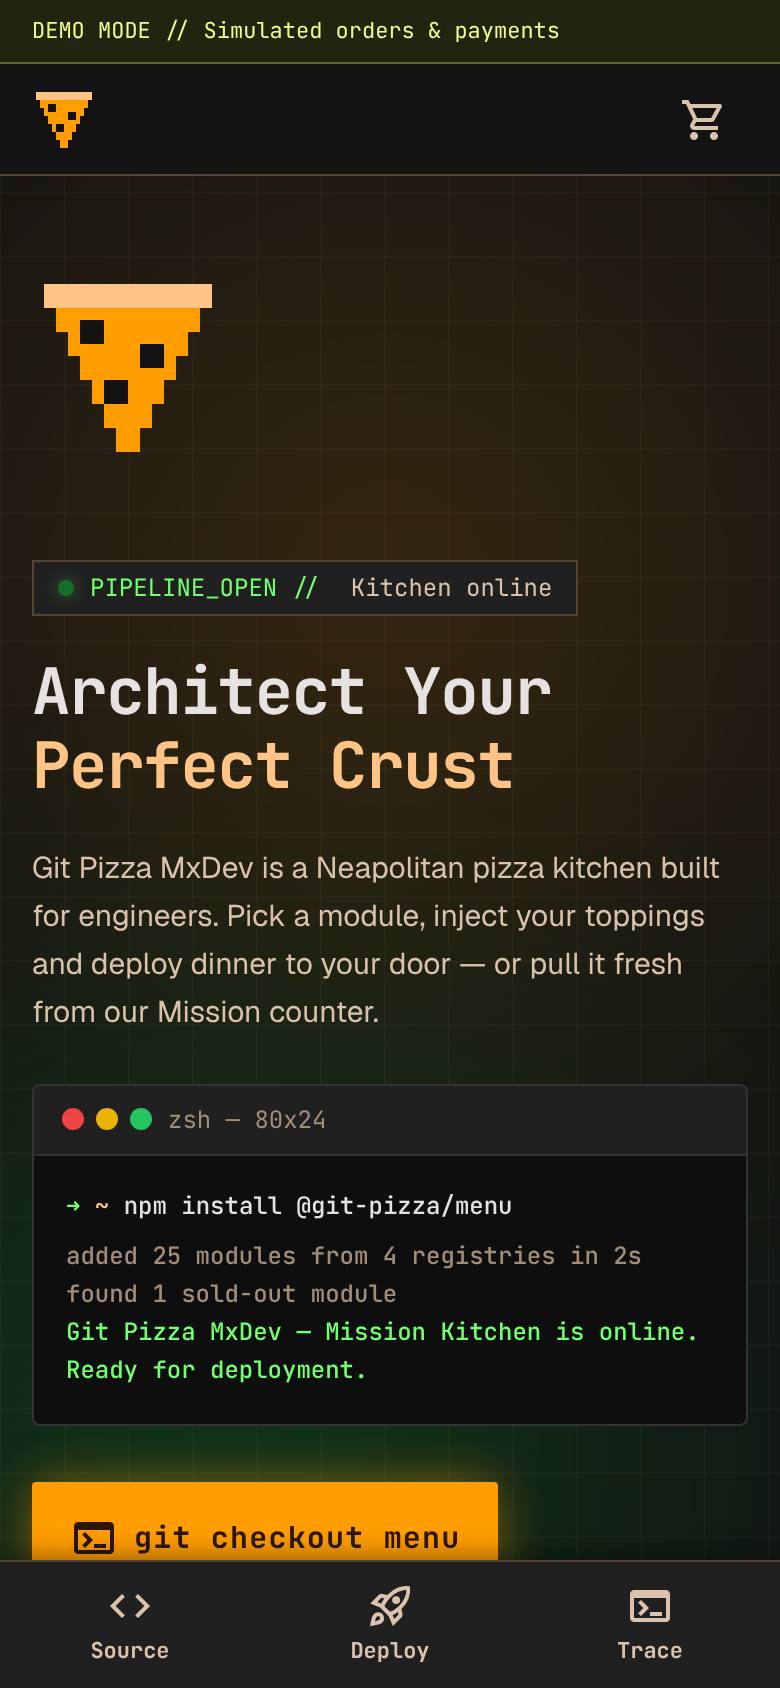 DEMO MODE // Simulated orders & payments
PIPELINE_OPEN // Kitchen online
Architect Your
Perfect Crust
Git Pizza MxDev is a Neapolitan pizza kitchen built
for engineers. Pick a module, inject your toppings
and deploy dinner to your door — or pull it fresh
from our Mission counter.
zsh — 80x24
➜ ~ npm install @git-pizza/menu
added 25 modules from 4 registries in 2s
found 1 sold-out module
Git Pizza MxDev — Mission Kitchen is online.
Ready for deployment.
git checkout menu
Source
Deploy
Trace